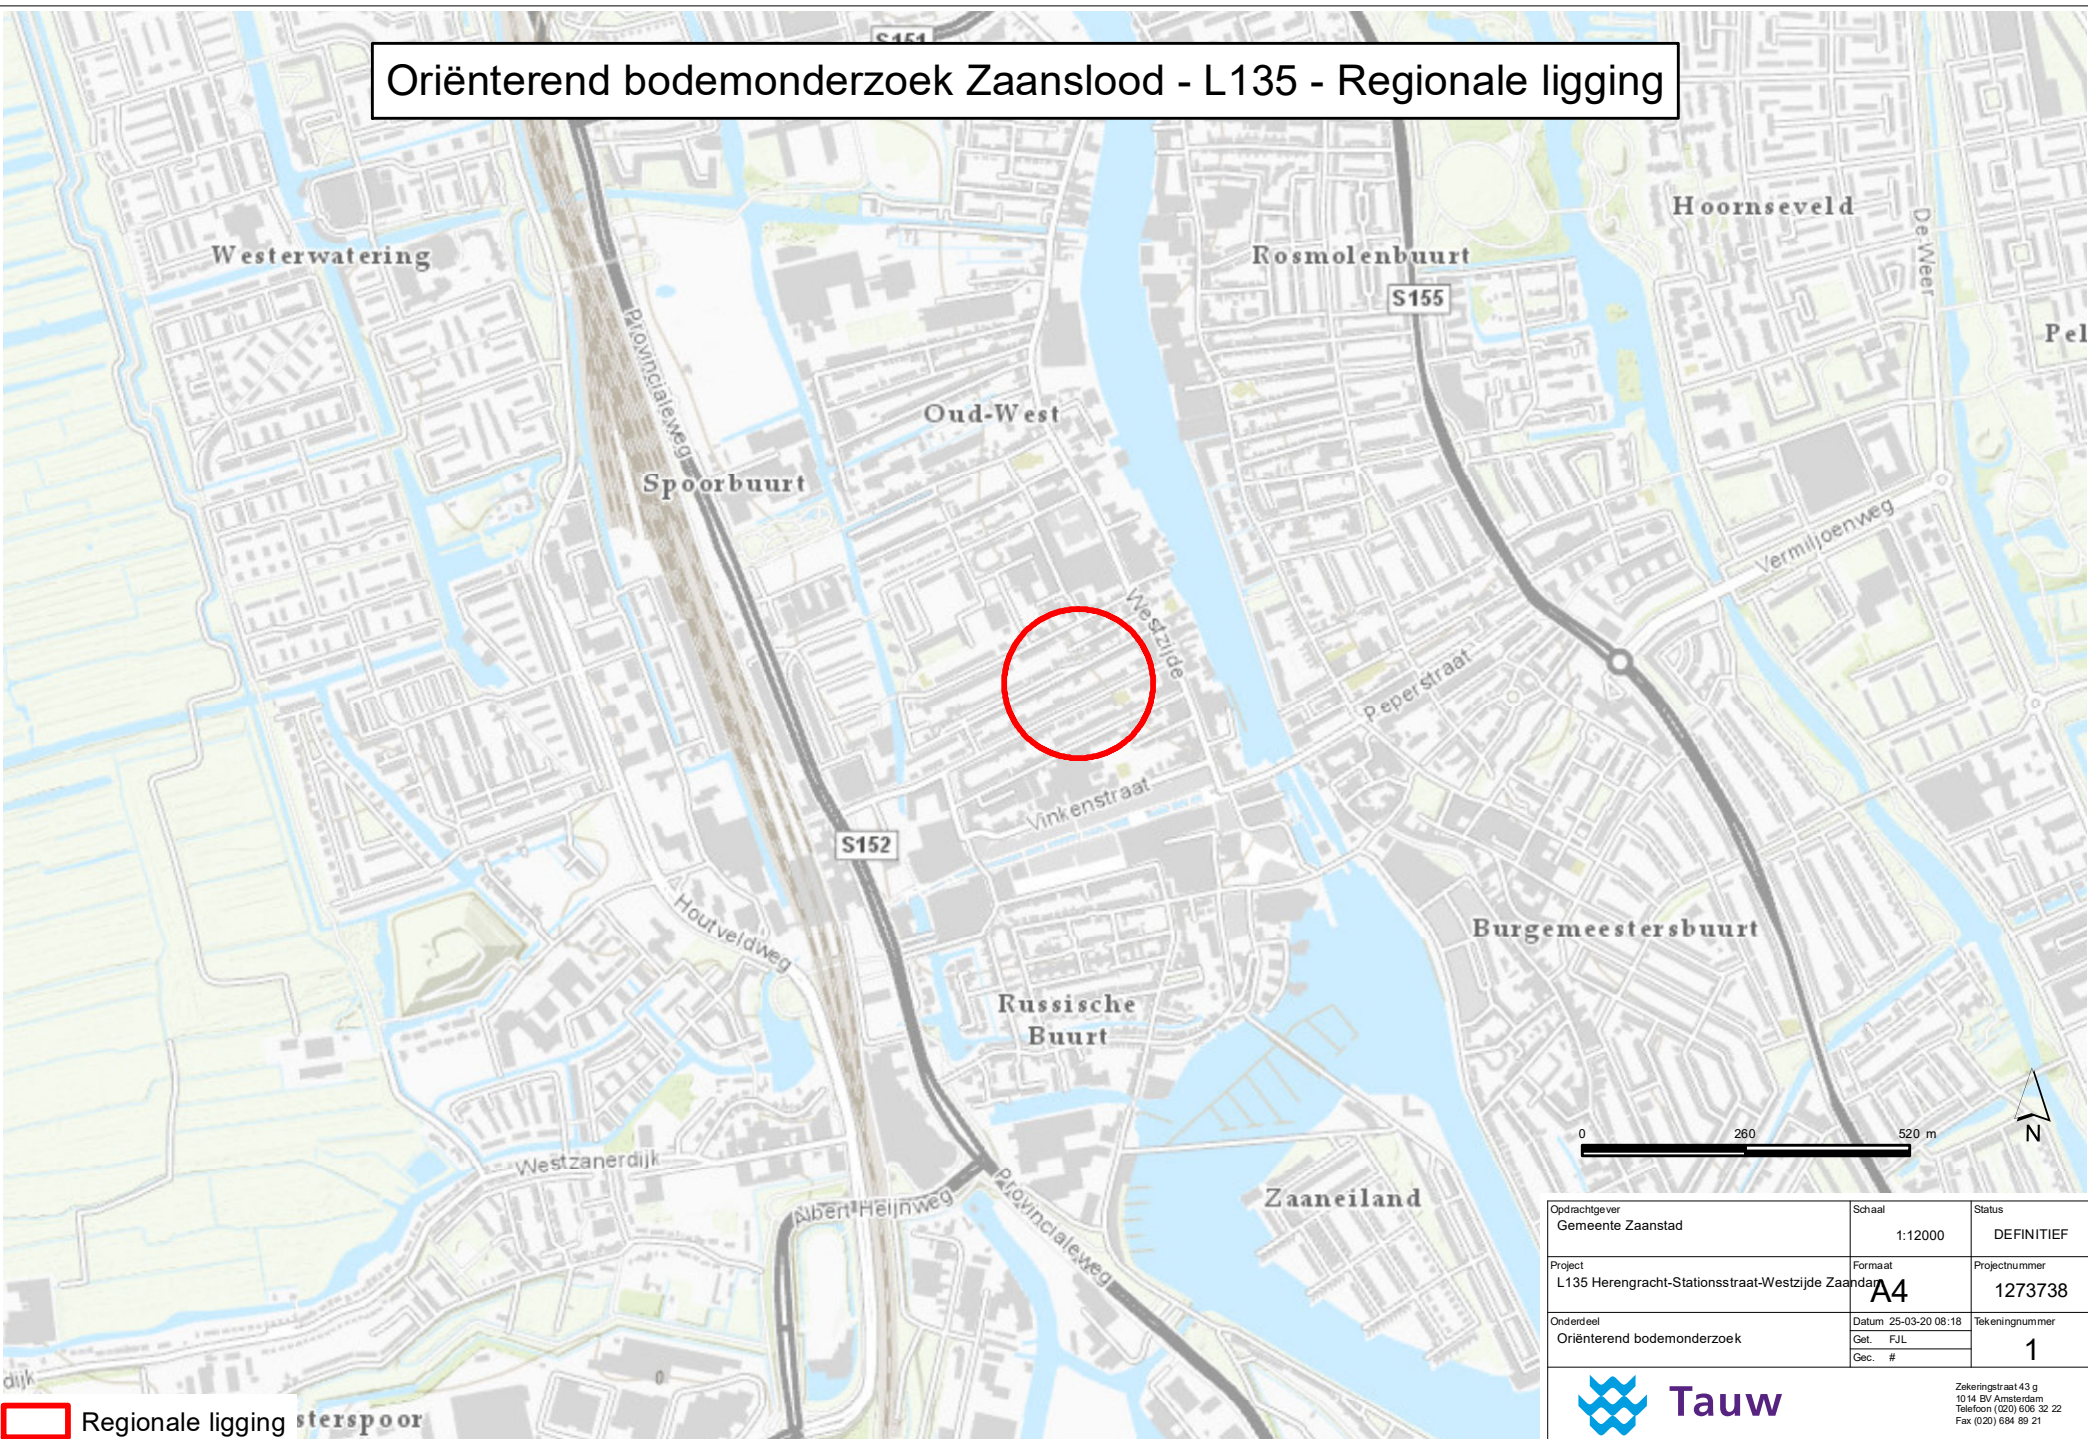 S151
Oriënterend bodemonderzoek Zaanslood - L135 - Regionale ligging
Hoornseveld
De Weer
Westerwatering
Rosmolenbuurt
S155
Pel
Provincialeweg
Oud-West
Spoorbuurt
Vermiljoenweg
Westzijde
Peperstraat
Vinkenstraat
S152
Houtveldweg
Burgemeestersbuurt
Russische
Buurt
0 260 520 m
N
Westzanerdijk
Albert Heijnweg
Provincialeweg
Zaaneiland
dijk
sterspoor
Regionale ligging
Opdrachtgever
Gemeente Zaanstad
Schaal
1:12000
Status
DEFINITIEF
Project
L135 Herengracht-Stationsstraat-Westzijde Zaandam
Formaat
A4
Projectnummer
1273738
Onderdeel
Oriënterend bodemonderzoek
Datum 25-03-20 08:18
Get. FJL
Gec. #
Tekeningnummer
1
Tauw
Zekeringstraat 43 g
1014 BV Amsterdam
Telefoon (020) 606 32 22
Fax (020) 684 89 21